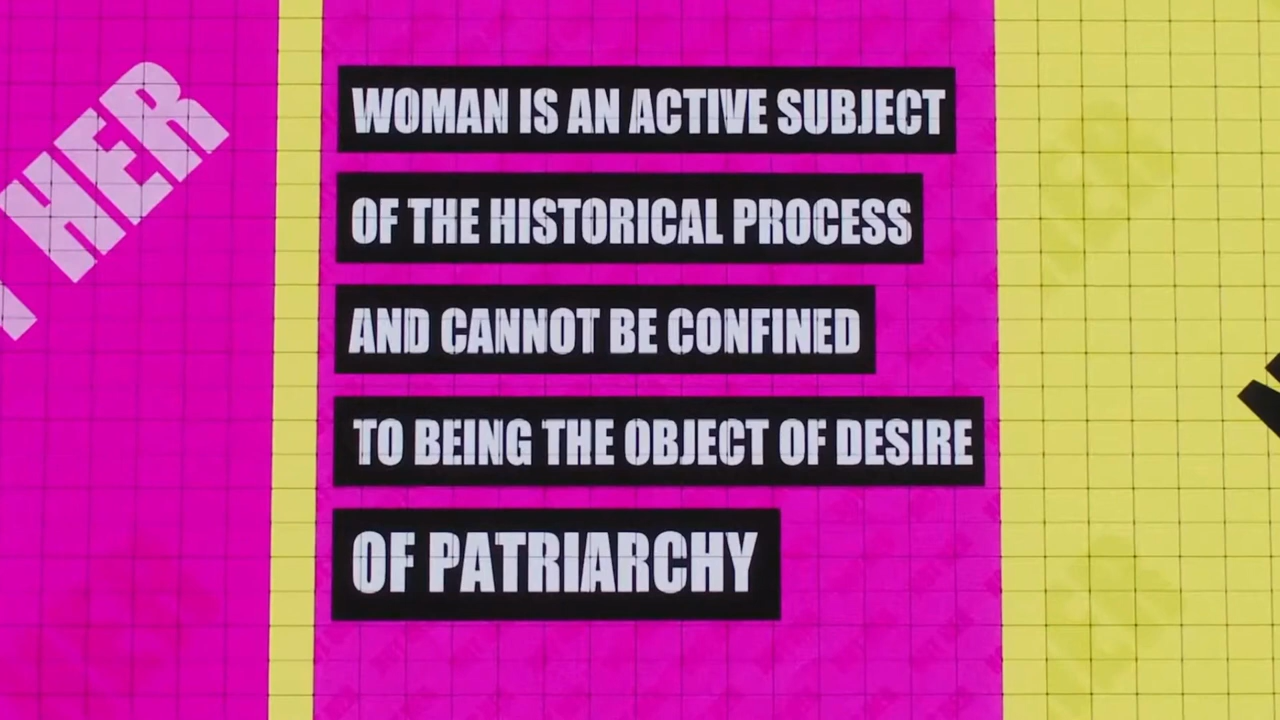 HER
WOMAN IS AN ACTIVE SUBJECT
OF THE HISTORICAL PROCESS
AND CANNOT BE CONFINED
TO BEING THE OBJECT OF DESIRE
OF PATRIARCHY